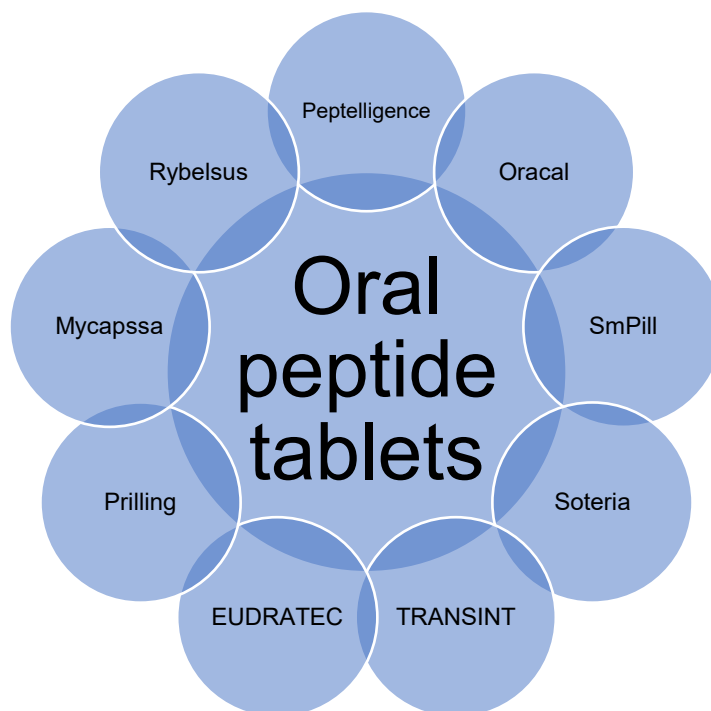 Peptelligence
Oracal
SmPill
Soteria
TRANSINT
EUDRATEC
Prilling
Mycapssa
Rybelsus
Oral
peptide
tablets